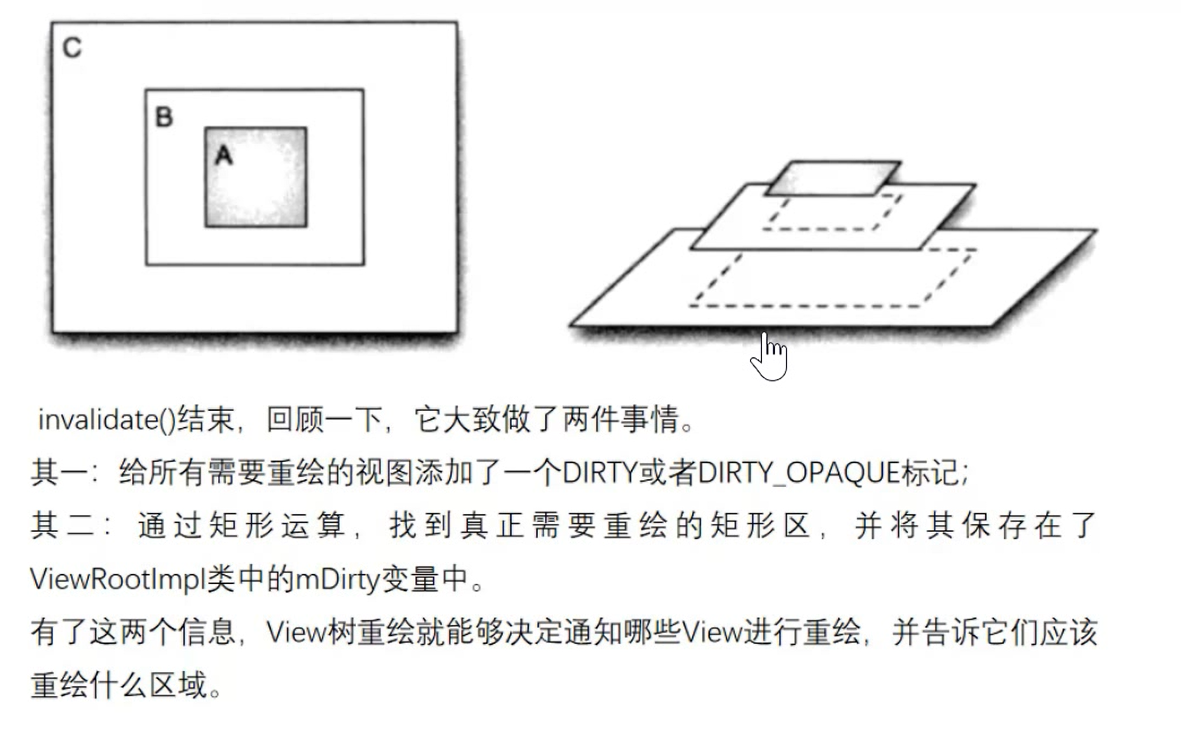 C
B
A
invalidate()结束，回顾一下，它大致做了两件事情。
其一：给所有需要重绘的视图添加了一个DIRTY或者DIRTY_OPAQUE标记；
其二：通过矩形运算，找到真正需要重绘的矩形区，并将其保存在了
ViewRootImpl类中的mDirty变量中。
有了这两个信息，View树重绘就能够决定通知哪些View进行重绘，并告诉它们应该
重绘什么区域。